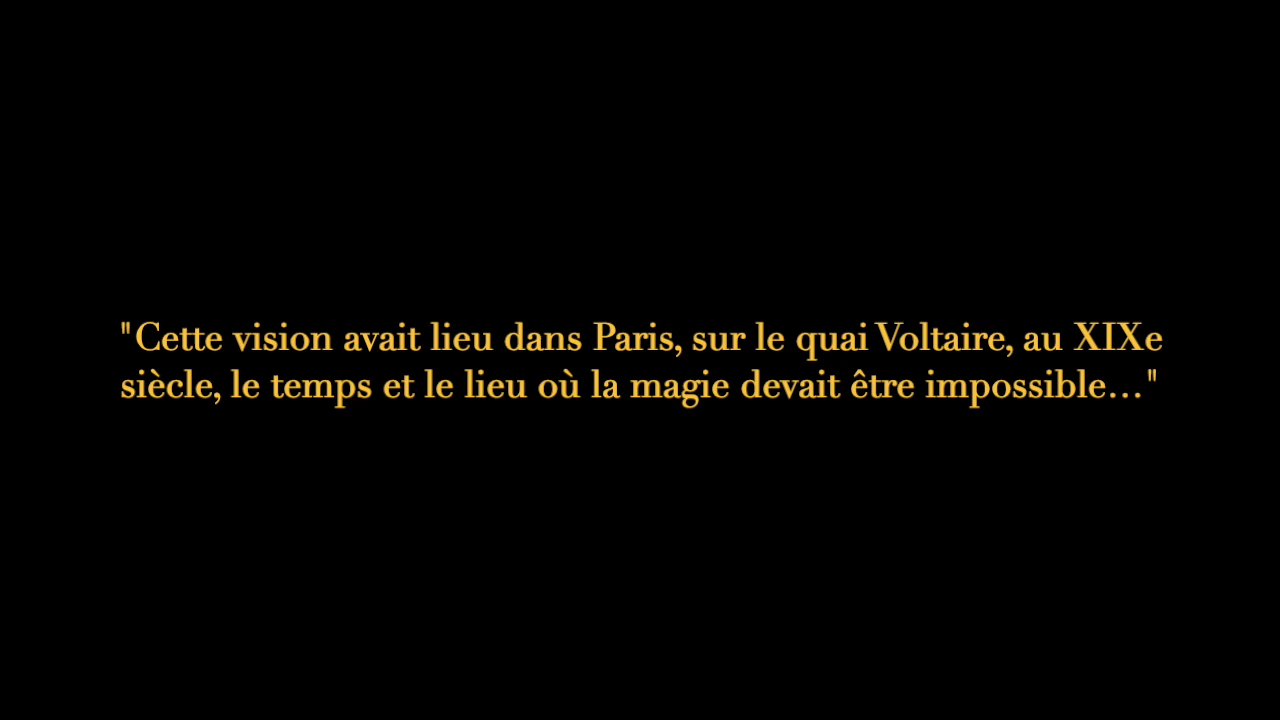 "Cette vision avait lieu dans Paris, sur le quai Voltaire, au XIXe
siècle, le temps et le lieu où la magie devait être impossible..."